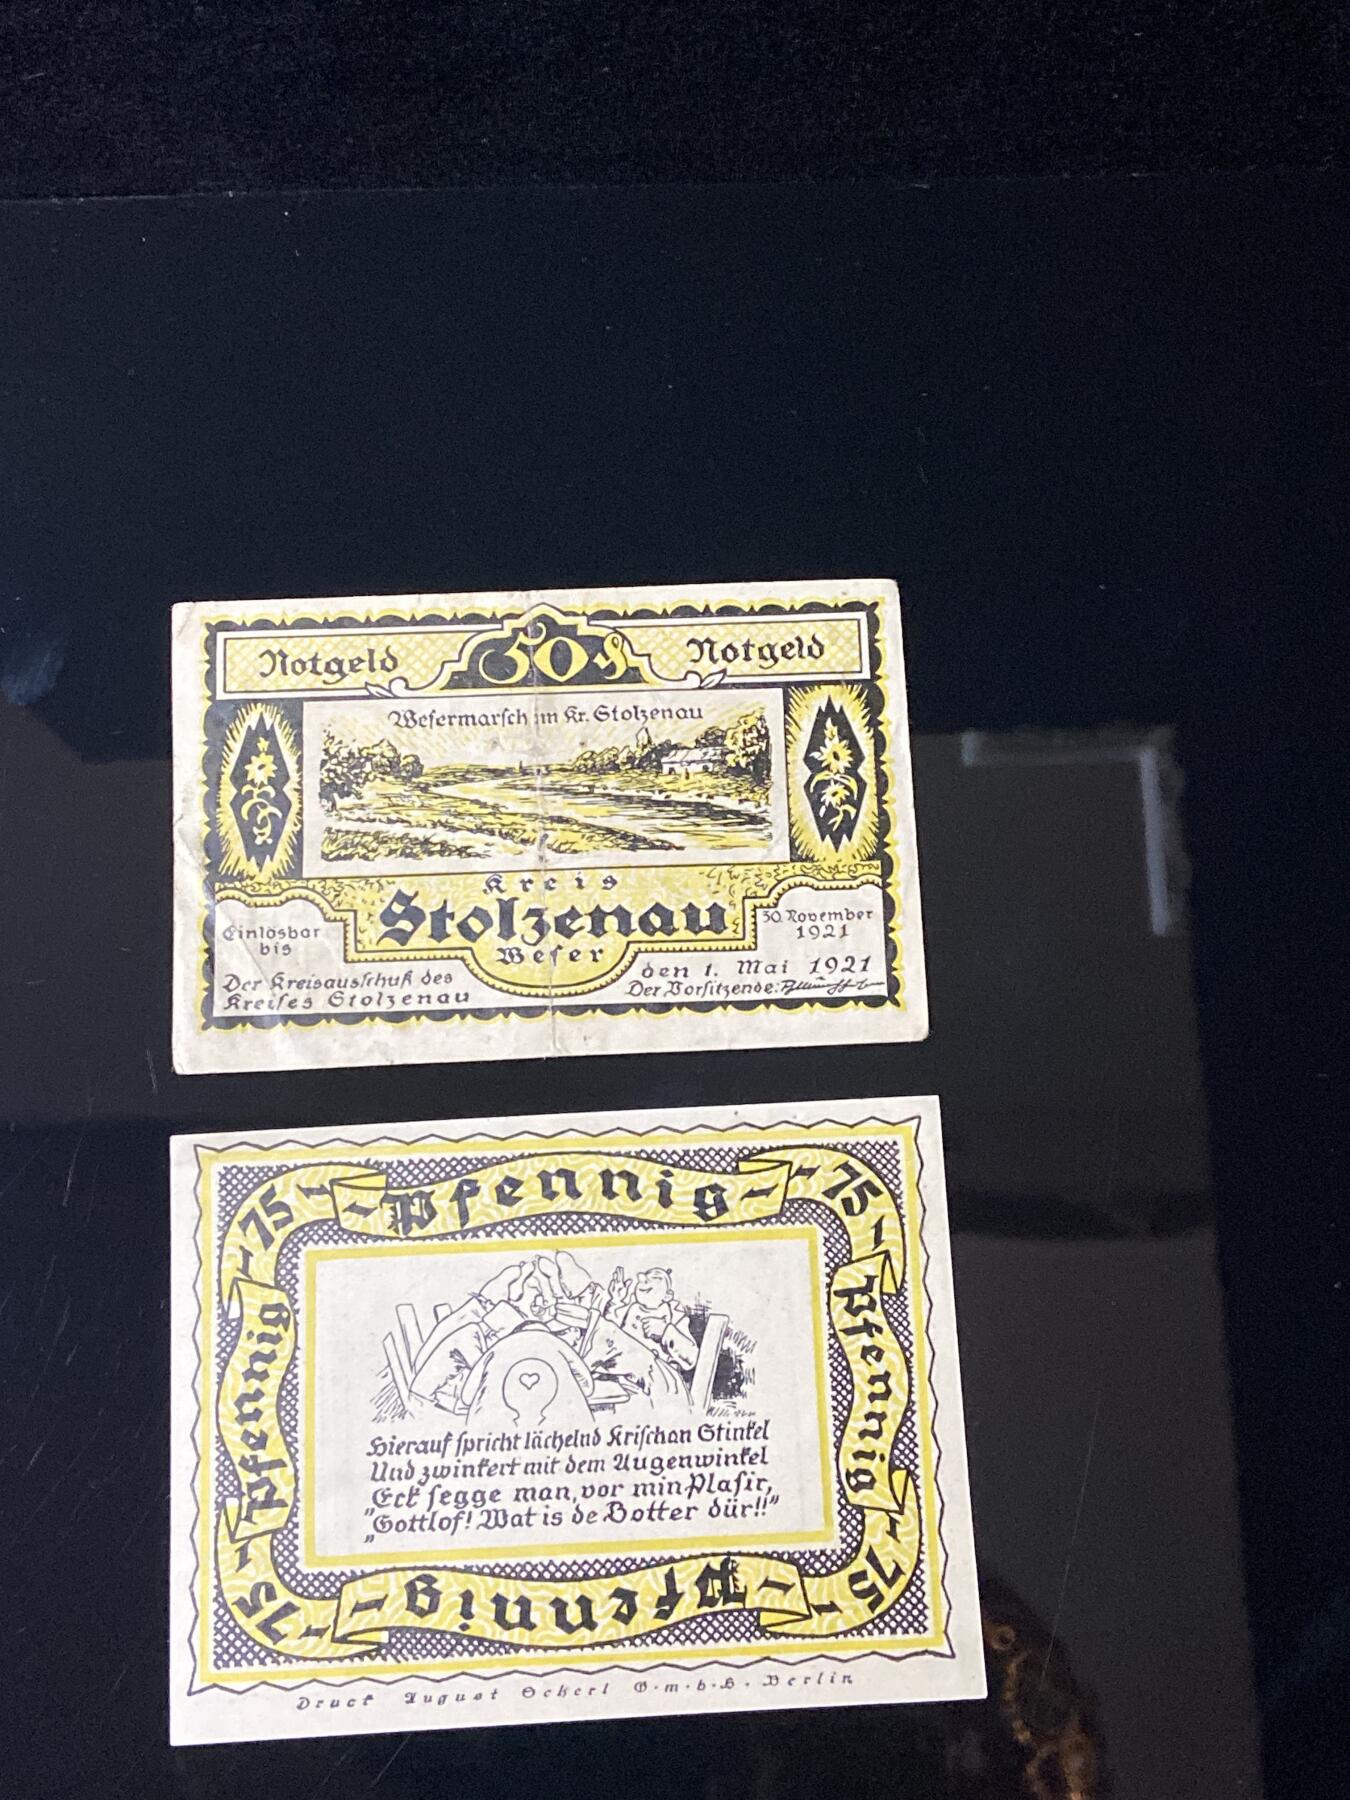 Notgeld 50 ₰ Notgeld
Wesermarsch im Kr. Stolzenau
Kreis
Stolzenau
Weser
Einlösbar
bis
30. November
1921
Der Kreisausschuß des
Kreises Stolzenau
den 1. Mai 1921
Der Vorsitzende:
-75- -Pfennig- -75-
Pfennig
Pfennig
Hierauf spricht lächelnd Krischan Stinkel
Und zwinkert mit dem Augenwinkel
"Eck segge man, vor min Plasir,
"Gottlof! Wat is de Botter dür!!"
"
-75- -Pfennig- -75-
Druck August Scherl G.m.b.H. Berlin